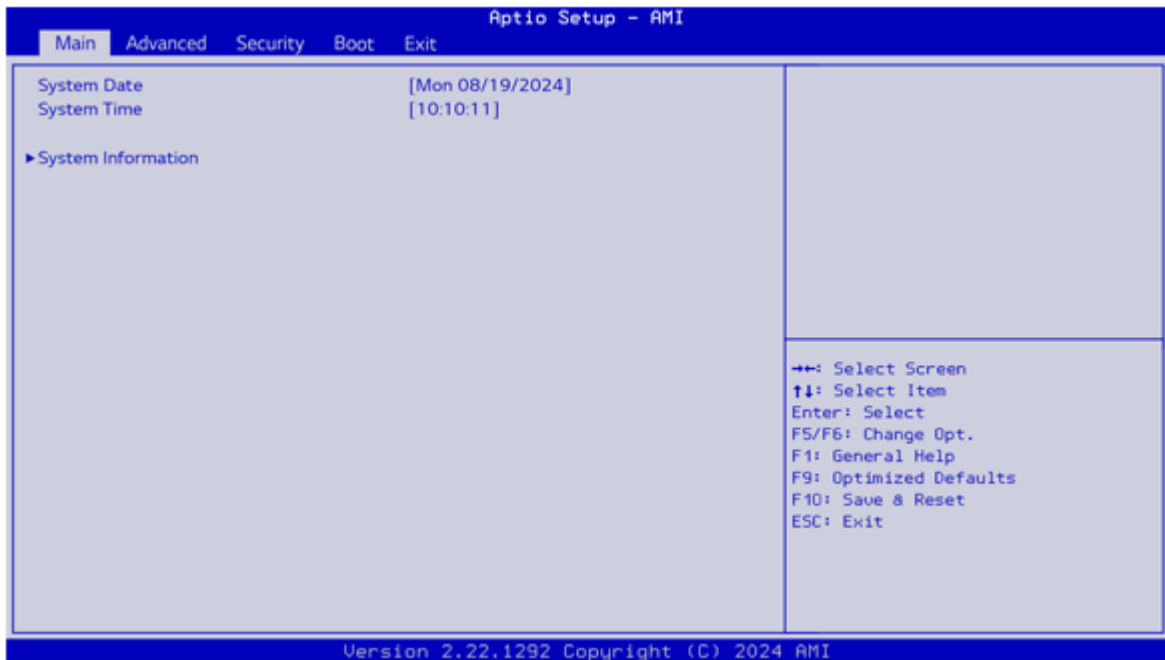 Aptio Setup - AMI
Main Advanced Security Boot Exit
System Date [Mon 08/19/2024]
System Time [10:10:11]
►System Information
→←: Select Screen
↑↓: Select Item
Enter: Select
F5/F6: Change Opt.
F1: General Help
F9: Optimized Defaults
F10: Save & Reset
ESC: Exit
Version 2.22.1292 Copyright (C) 2024 AMI